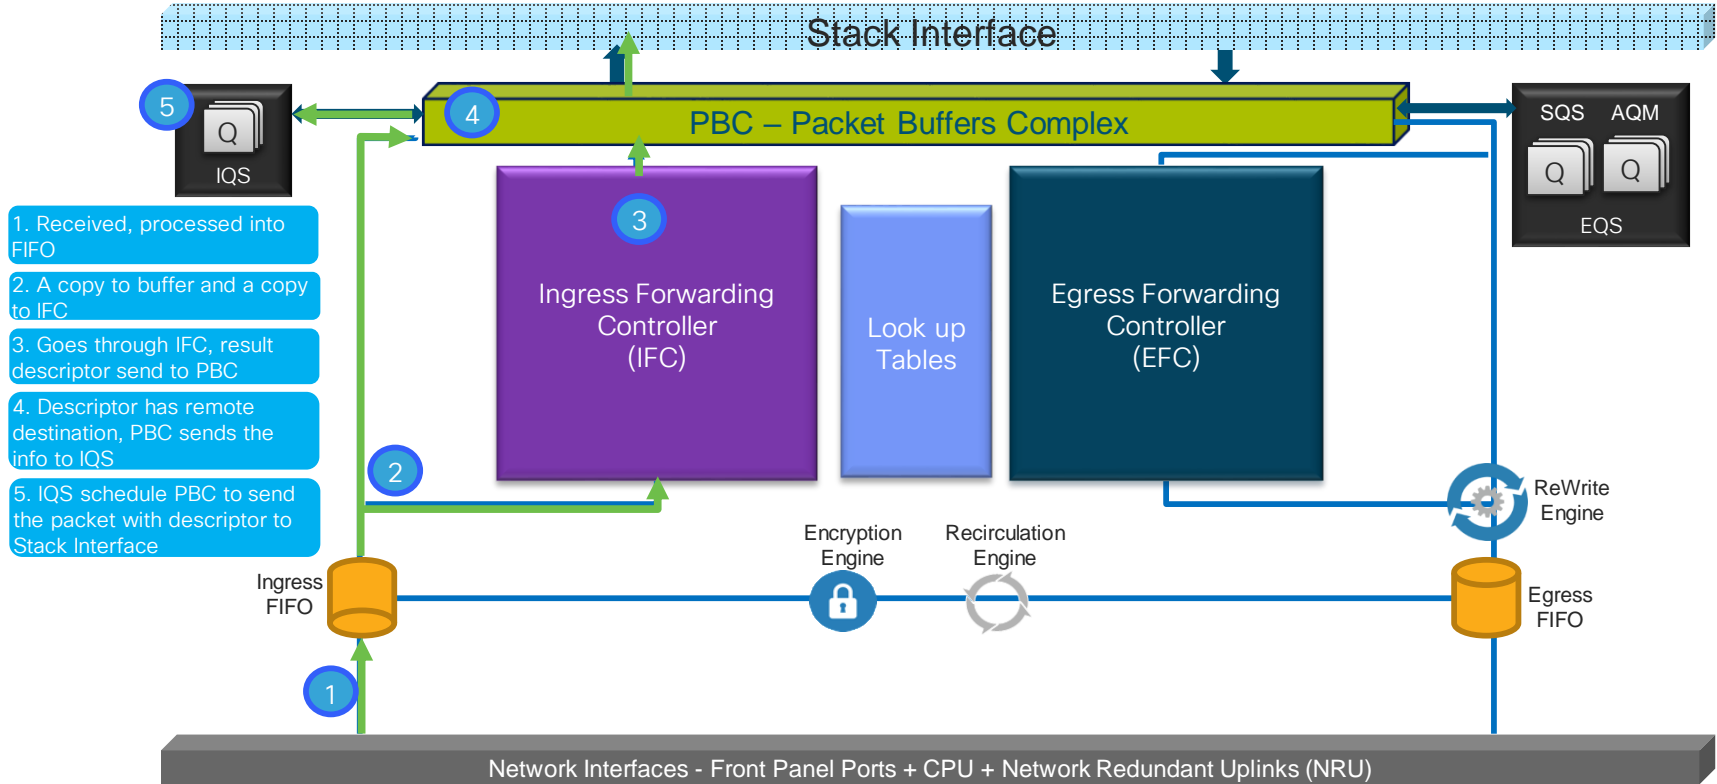 Stack Interface
5
Q
IQS
4
PBC – Packet Buffers Complex
SQS AQM
Q Q
EQS
1. Received, processed into
FIFO
2. A copy to buffer and a copy
to IFC
3. Goes through IFC, result
descriptor send to PBC
4. Descriptor has remote
destination, PBC sends the
info to IQS
5. IQS schedule PBC to send
the packet with descriptor to
Stack Interface
3
Ingress Forwarding
Controller
(IFC)
Look up
Tables
Egress Forwarding
Controller
(EFC)
2
ReWrite
Engine
Encryption
Engine
Recirculation
Engine
Ingress
FIFO
Egress
FIFO
1
Network Interfaces - Front Panel Ports + CPU + Network Redundant Uplinks (NRU)